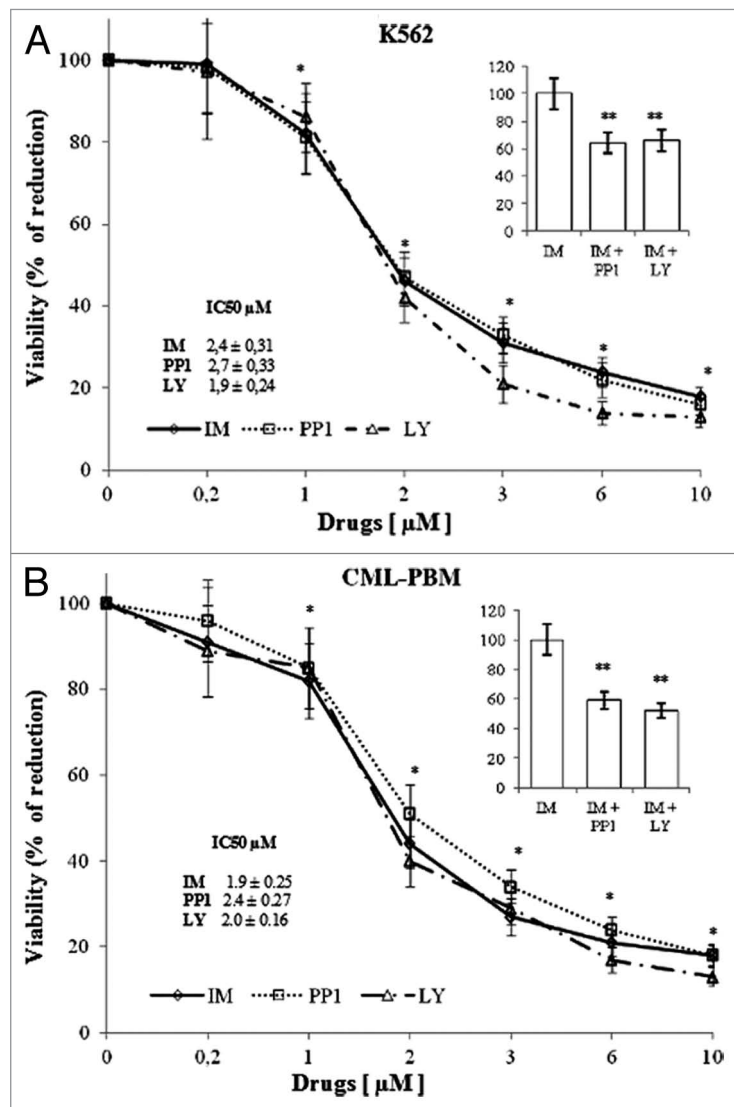 A
K562
Viability (% of reduction)
100
80
60
40
20
0
*
*
*
*
*
120
100
80
60
40
20
0
**
**
IM
IM + PP1
IM + LY
IC50 µM
IM 2,4 ± 0,31
PP1 2,7 ± 0,33
LY 1,9 ± 0,24
IM PP1 LY
0 0,2 1 2 3 6 10
Drugs [ µM ]
B
CML-PBM
Viability (% of reduction)
100
80
60
40
20
0
*
*
*
*
*
120
100
80
60
40
20
0
**
**
IM
IM + PP1
IM + LY
IC50 µM
IM 1.9 ± 0.25
PP1 2.4 ± 0.27
LY 2.0 ± 0.16
IM PP1 LY
0 0,2 1 2 3 6 10
Drugs [ µM ]